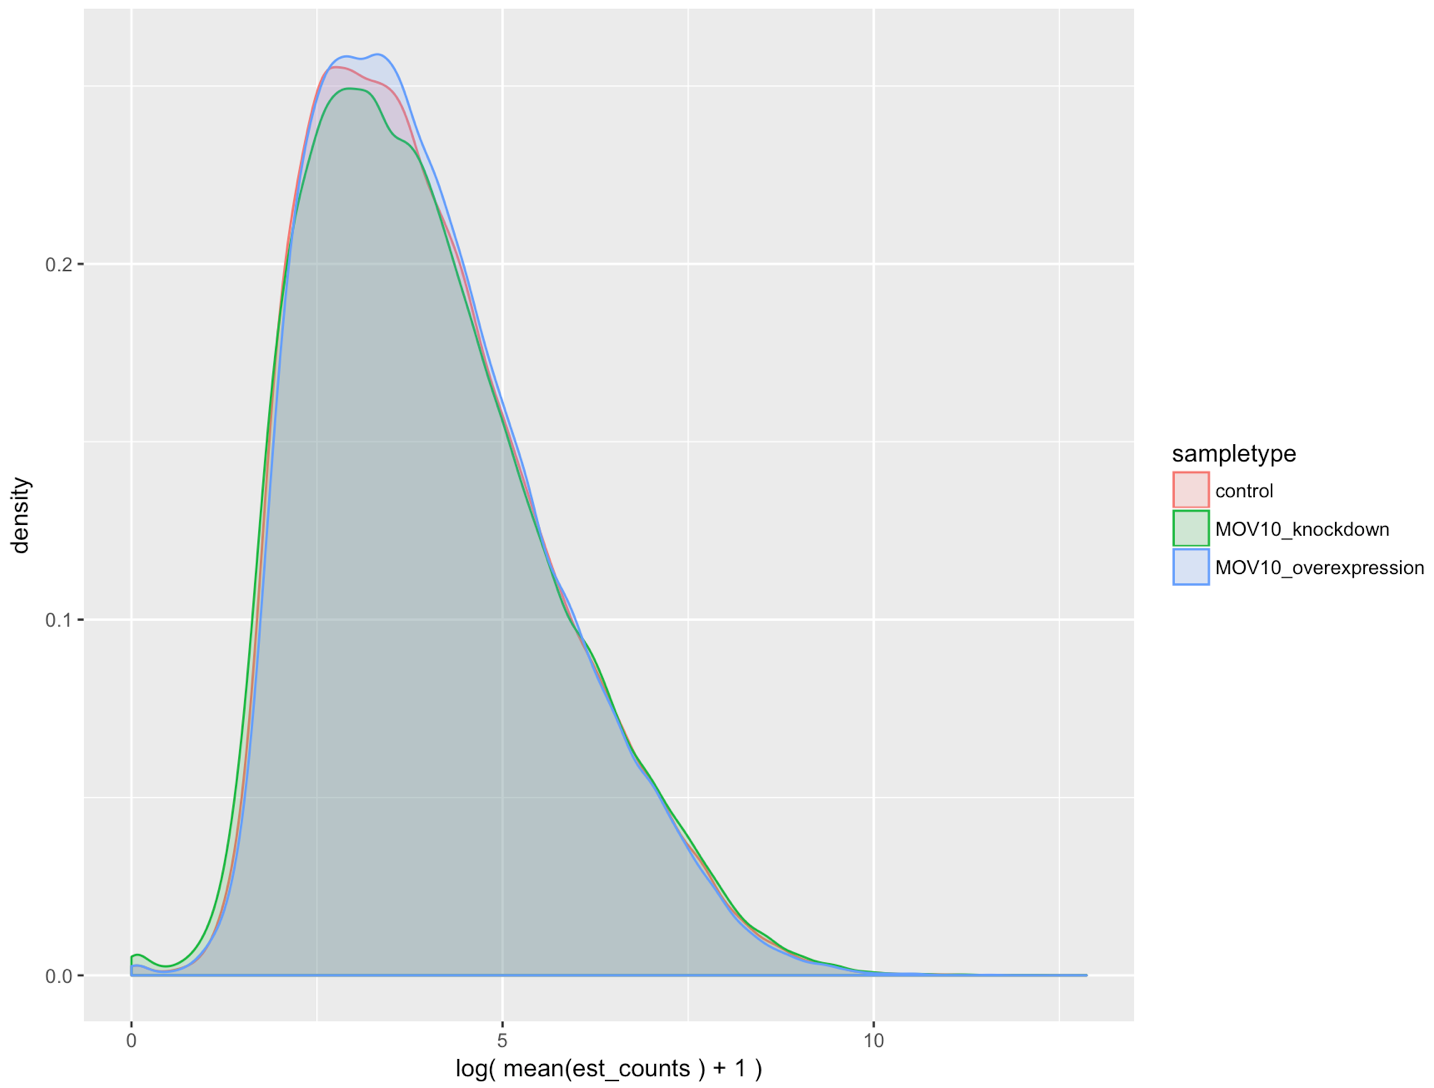 density
0.2
0.1
0.0
0
5
10
log( mean(est_counts ) + 1 )
sampletype
control
MOV10_knockdown
MOV10_overexpression